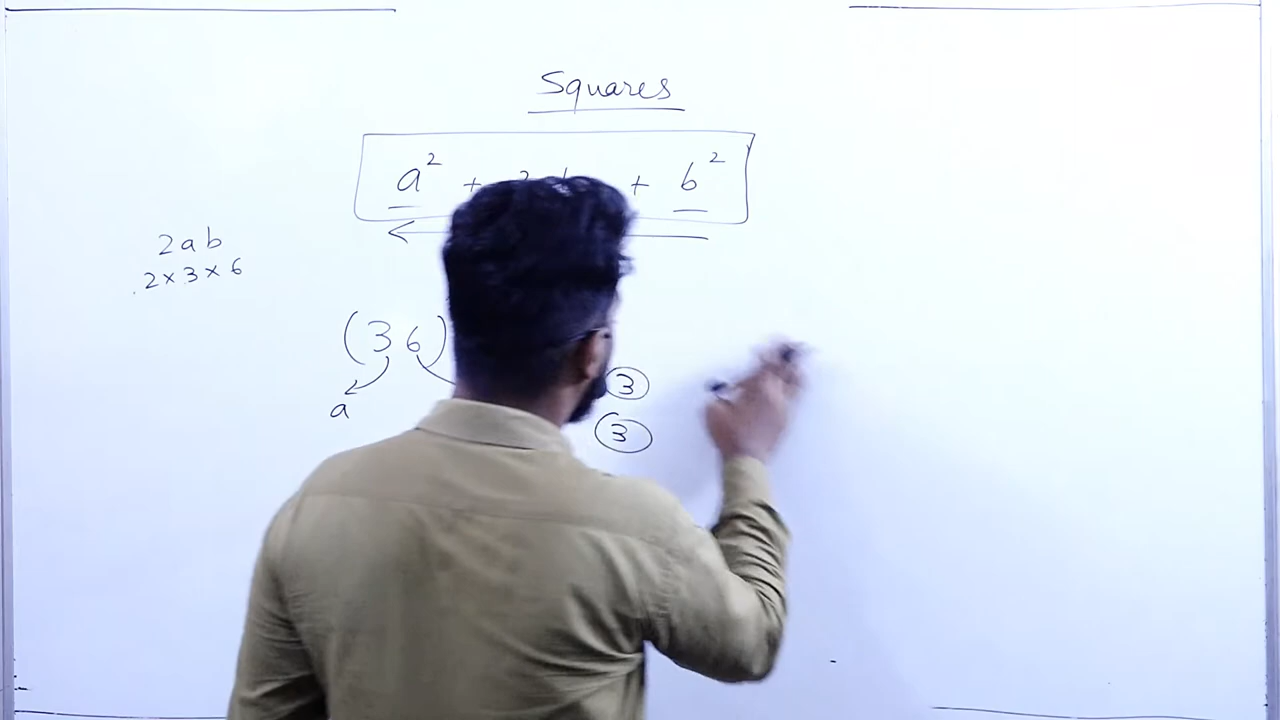 Squares
a² + + b²
2ab
2×3×6
(36)
3
a
3